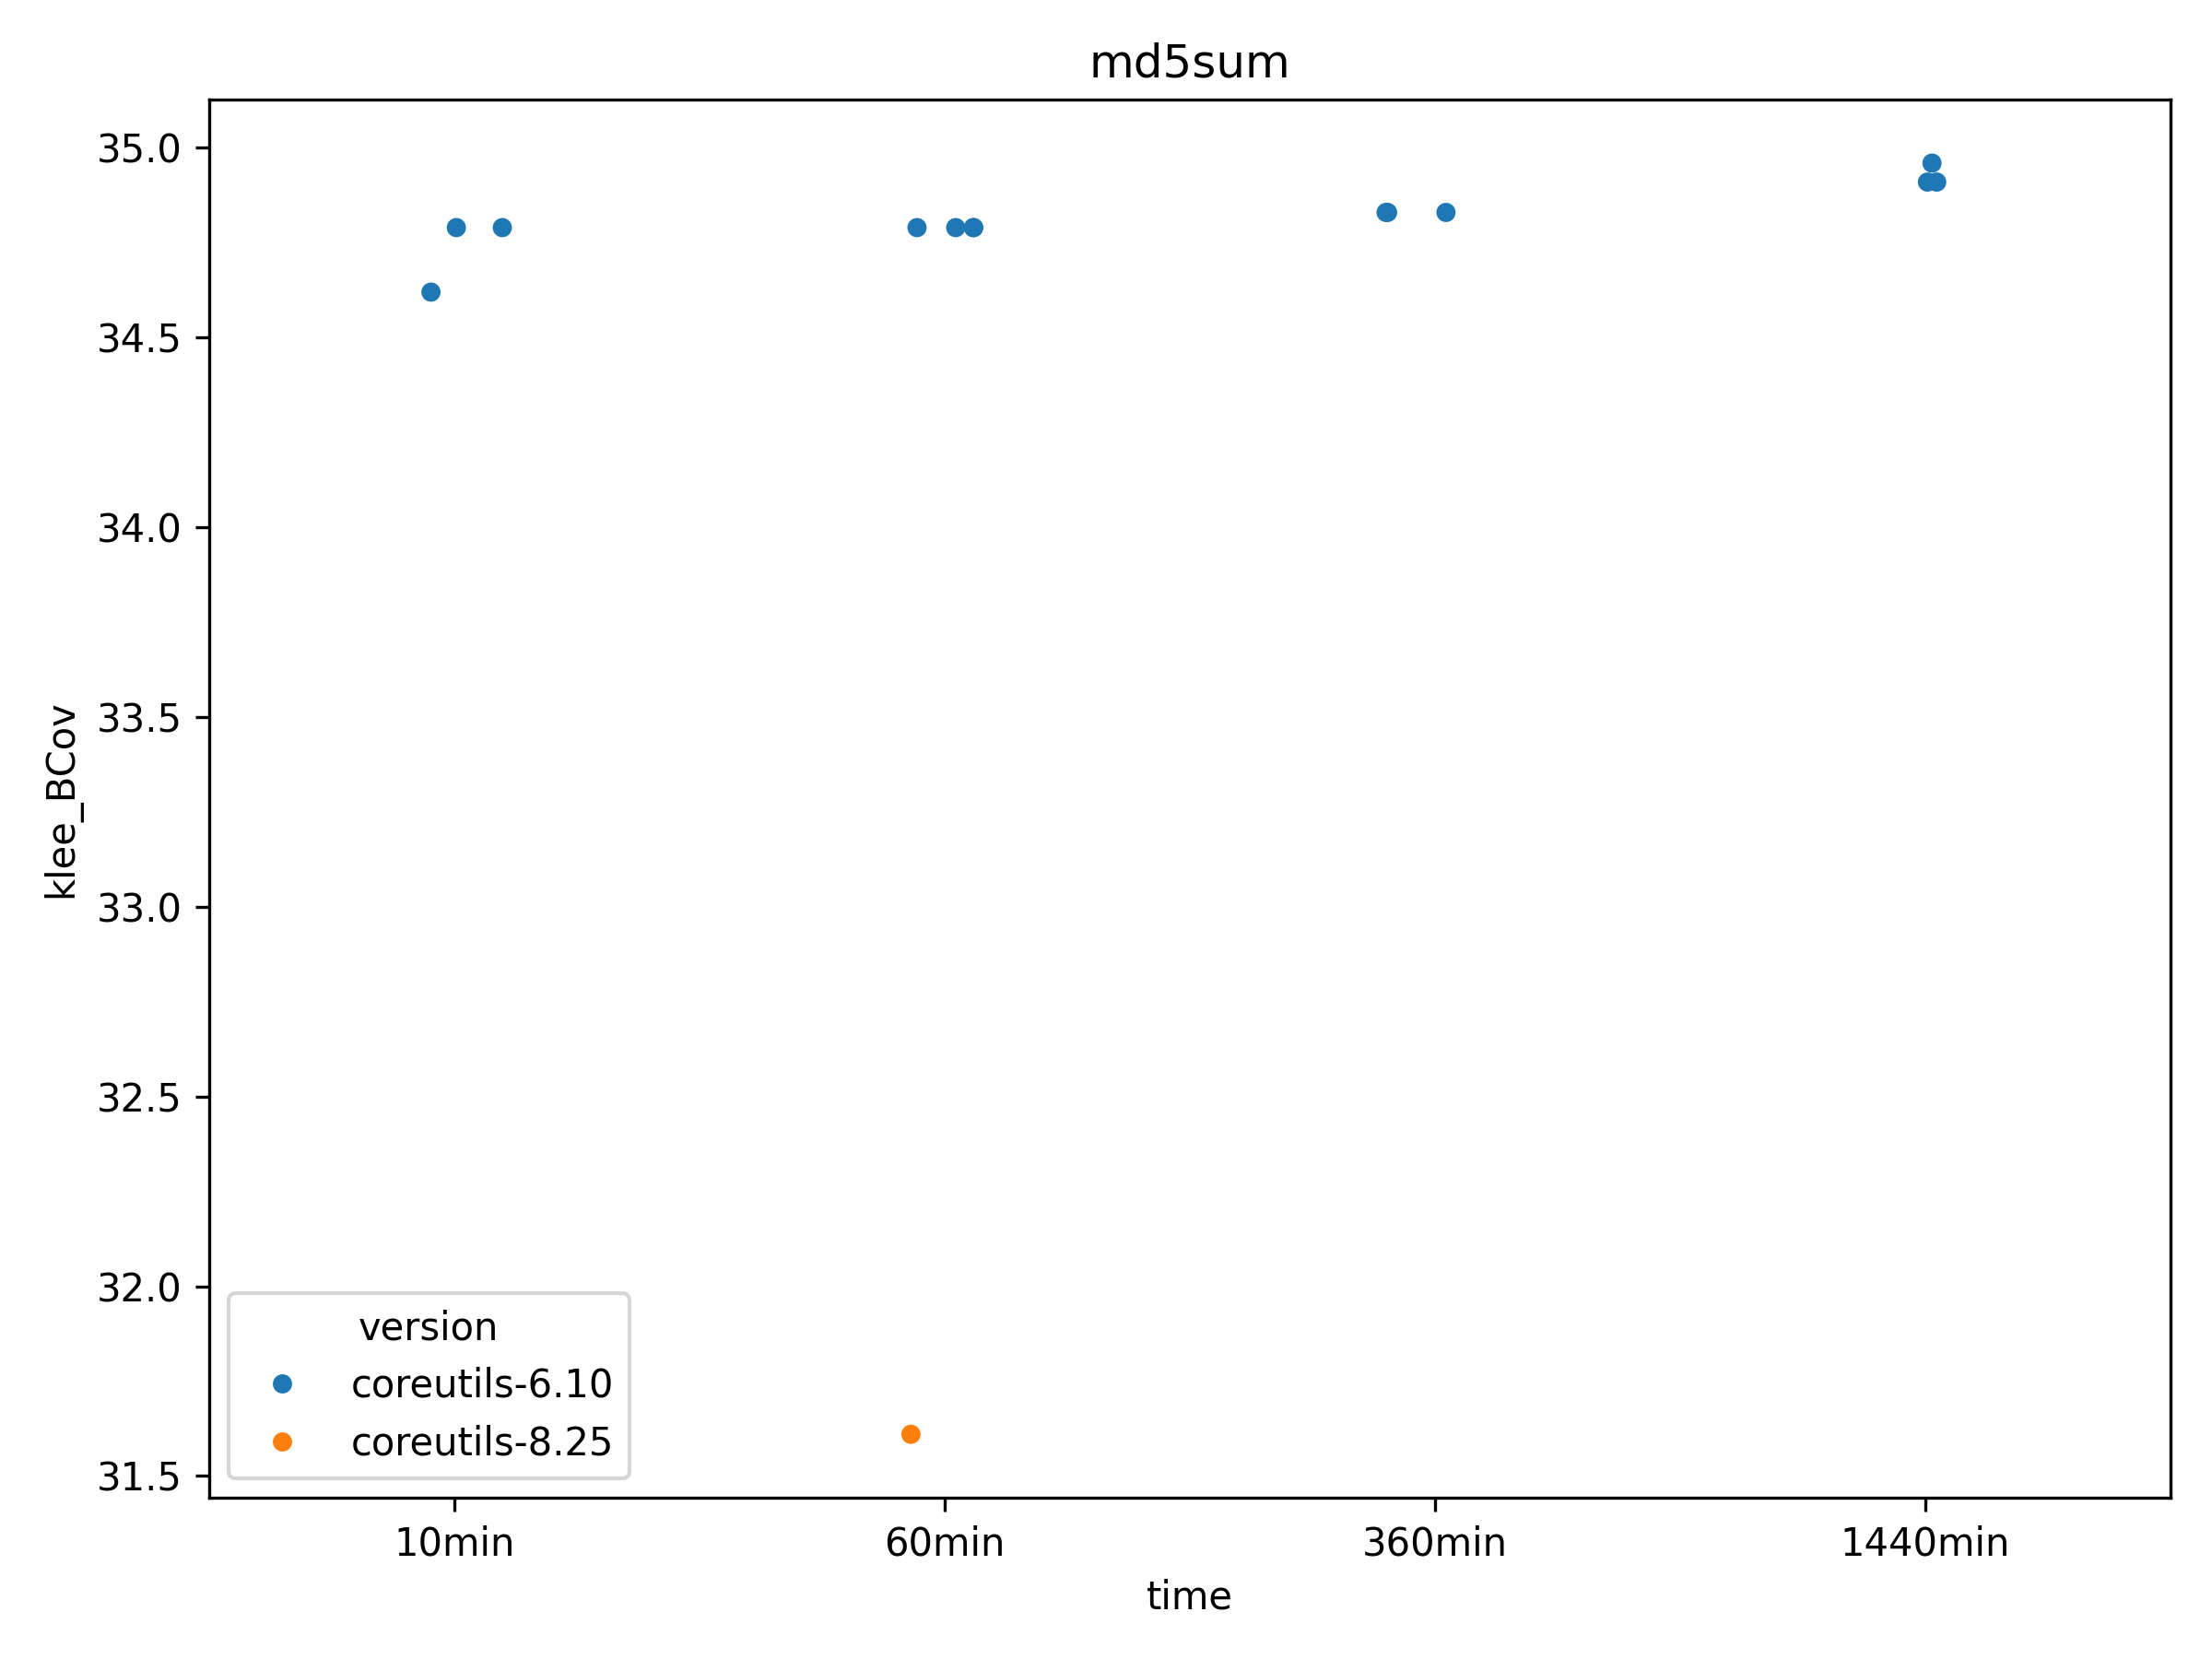 md5sum
35.0
34.5
34.0
33.5
33.0
32.5
32.0
31.5
klee_BCov
version
coreutils-6.10
coreutils-8.25
10min 60min 360min 1440min
time